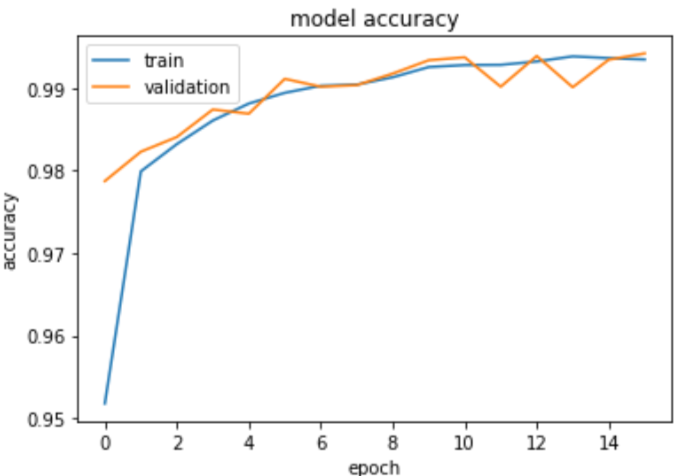 model accuracy
train
validation
0.99
0.98
0.97
0.96
0.95
accuracy
0 2 4 6 8 10 12 14
epoch